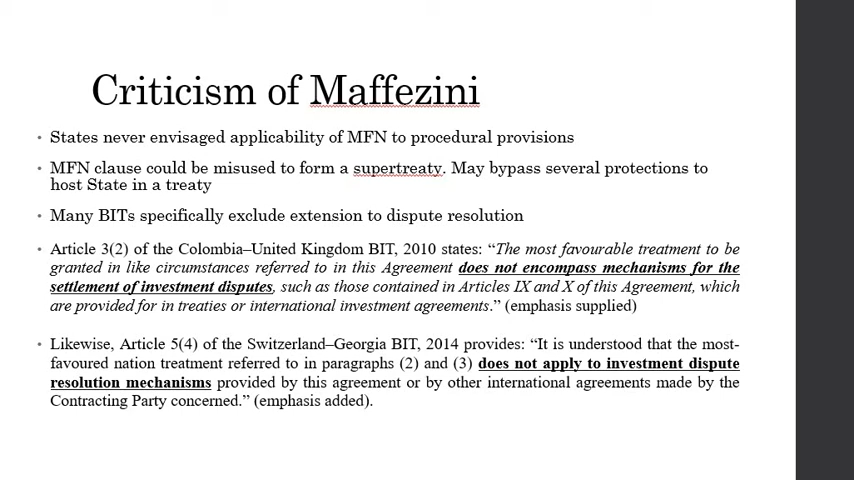 Criticism of Maffezini
• States never envisaged applicability of MFN to procedural provisions
• MFN clause could be misused to form a supertreaty. May bypass several protections to
host State in a treaty
• Many BITs specifically exclude extension to dispute resolution
• Article 3(2) of the Colombia–United Kingdom BIT, 2010 states: “The most favourable treatment to be
granted in like circumstances referred to in this Agreement does not encompass mechanisms for the
settlement of investment disputes, such as those contained in Articles IX and X of this Agreement, which
are provided for in treaties or international investment agreements.” (emphasis supplied)
• Likewise, Article 5(4) of the Switzerland–Georgia BIT, 2014 provides: “It is understood that the most-
favoured nation treatment referred to in paragraphs (2) and (3) does not apply to investment dispute
resolution mechanisms provided by this agreement or by other international agreements made by the
Contracting Party concerned.” (emphasis added).